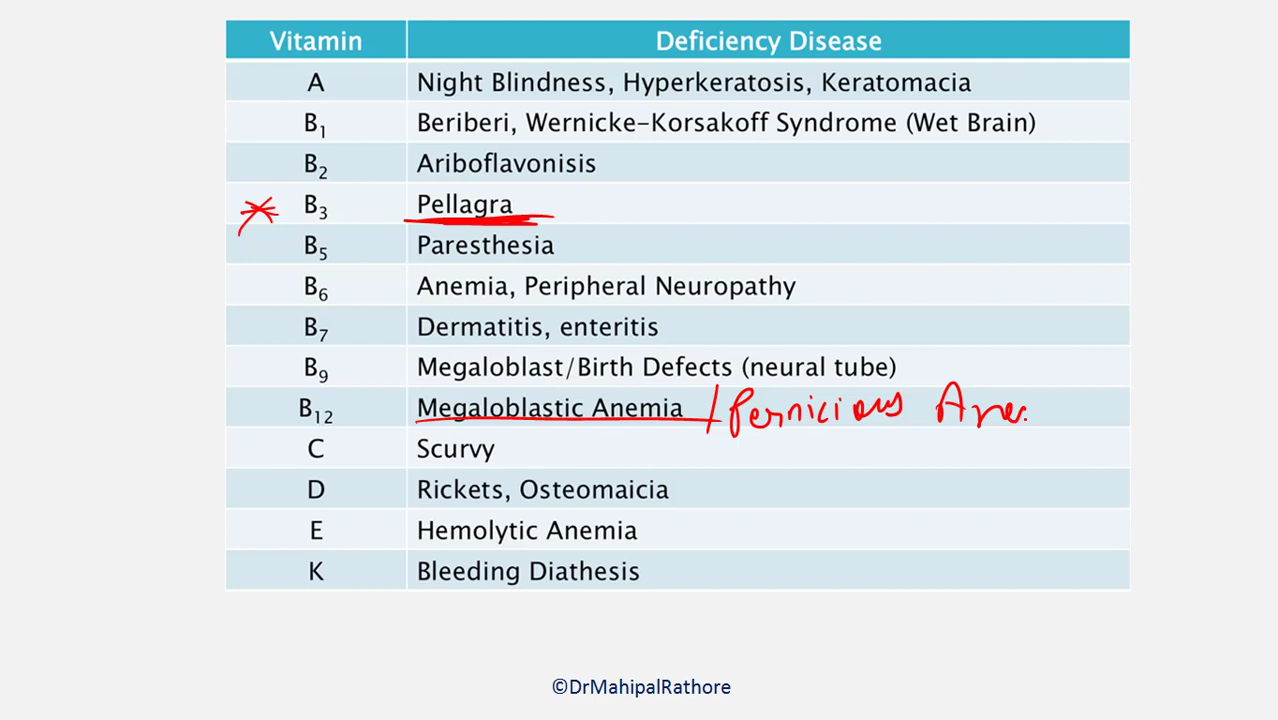 Vitamin Deficiency Disease
A Night Blindness, Hyperkeratosis, Keratomacia
B₁ Beriberi, Wernicke-Korsakoff Syndrome (Wet Brain)
B₂ Ariboflavonisis
B₃ Pellagra
B₅ Paresthesia
B₆ Anemia, Peripheral Neuropathy
B₇ Dermatitis, enteritis
B₉ Megaloblast/Birth Defects (neural tube)
B₁₂ Megaloblastic Anemia / Pernicious Ane
C Scurvy
D Rickets, Osteomaicia
E Hemolytic Anemia
K Bleeding Diathesis
©DrMahipalRathore